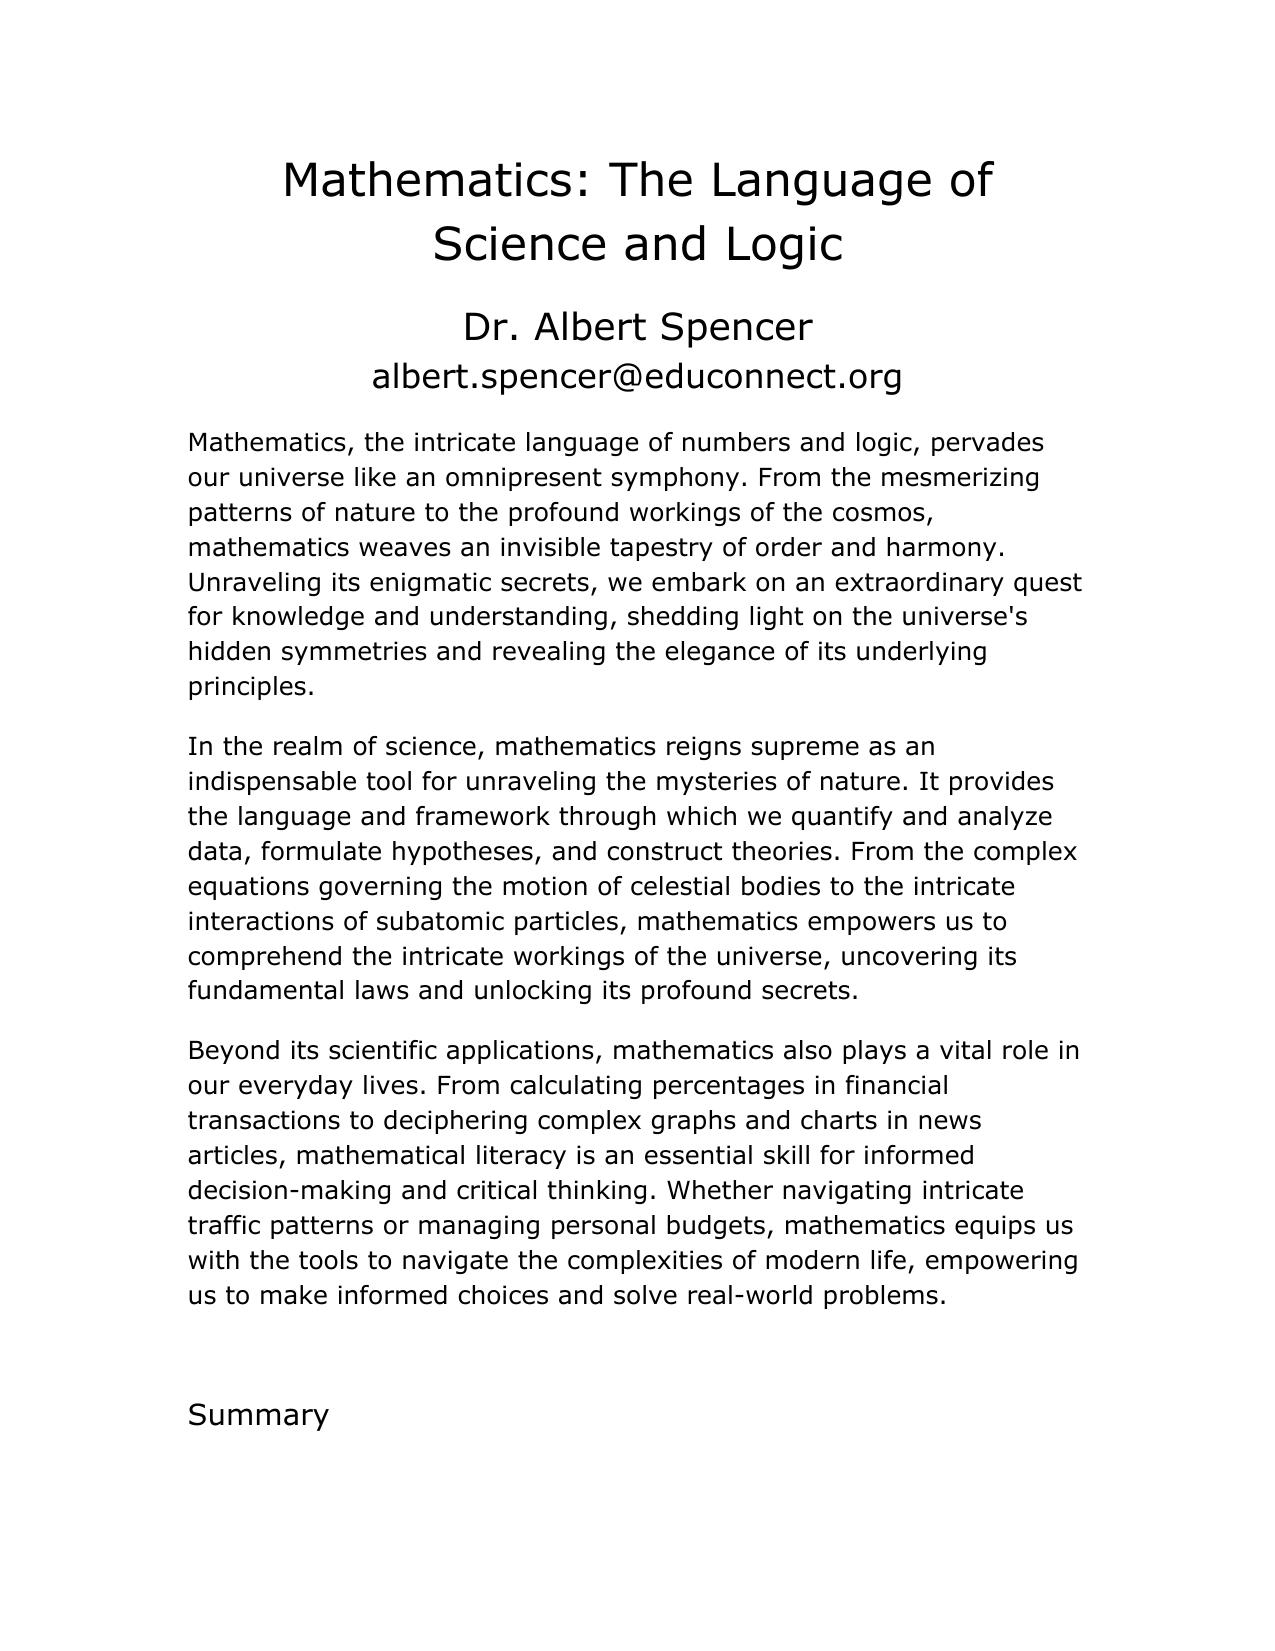 Mathematics: The Language of
Science and Logic
Dr. Albert Spencer
albert.spencer@educonnect.org
Mathematics, the intricate language of numbers and logic, pervades
our universe like an omnipresent symphony. From the mesmerizing
patterns of nature to the profound workings of the cosmos,
mathematics weaves an invisible tapestry of order and harmony.
Unraveling its enigmatic secrets, we embark on an extraordinary quest
for knowledge and understanding, shedding light on the universe's
hidden symmetries and revealing the elegance of its underlying
principles.
In the realm of science, mathematics reigns supreme as an
indispensable tool for unraveling the mysteries of nature. It provides
the language and framework through which we quantify and analyze
data, formulate hypotheses, and construct theories. From the complex
equations governing the motion of celestial bodies to the intricate
interactions of subatomic particles, mathematics empowers us to
comprehend the intricate workings of the universe, uncovering its
fundamental laws and unlocking its profound secrets.
Beyond its scientific applications, mathematics also plays a vital role in
our everyday lives. From calculating percentages in financial
transactions to deciphering complex graphs and charts in news
articles, mathematical literacy is an essential skill for informed
decision-making and critical thinking. Whether navigating intricate
traffic patterns or managing personal budgets, mathematics equips us
with the tools to navigate the complexities of modern life, empowering
us to make informed choices and solve real-world problems.
Summary